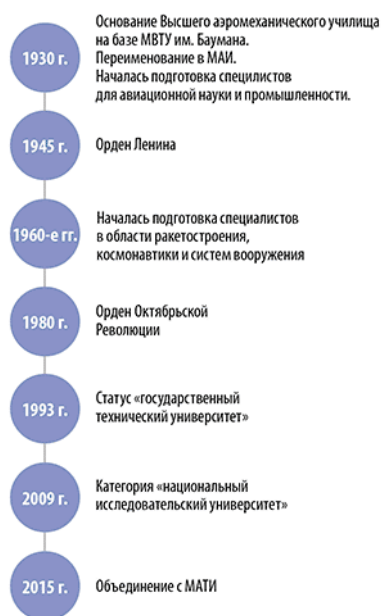 1930 г.
Основание Высшего аэромеханического училища
на базе МВТУ им. Баумана.
Переименование в МАИ.
Началась подготовка специлистов
для авиационной науки и промышленности.
1945 г.
Орден Ленина
1960-е гг.
Началась подготовка специалистов
в области ракетостроения,
космонавтики и систем вооружения
1980 г.
Орден Октябрьской
Революции
1993 г.
Статус «государственный
технический университет»
2009 г.
Категория «национальный
исследовательский университет»
2015 г.
Объединение с МАТИ